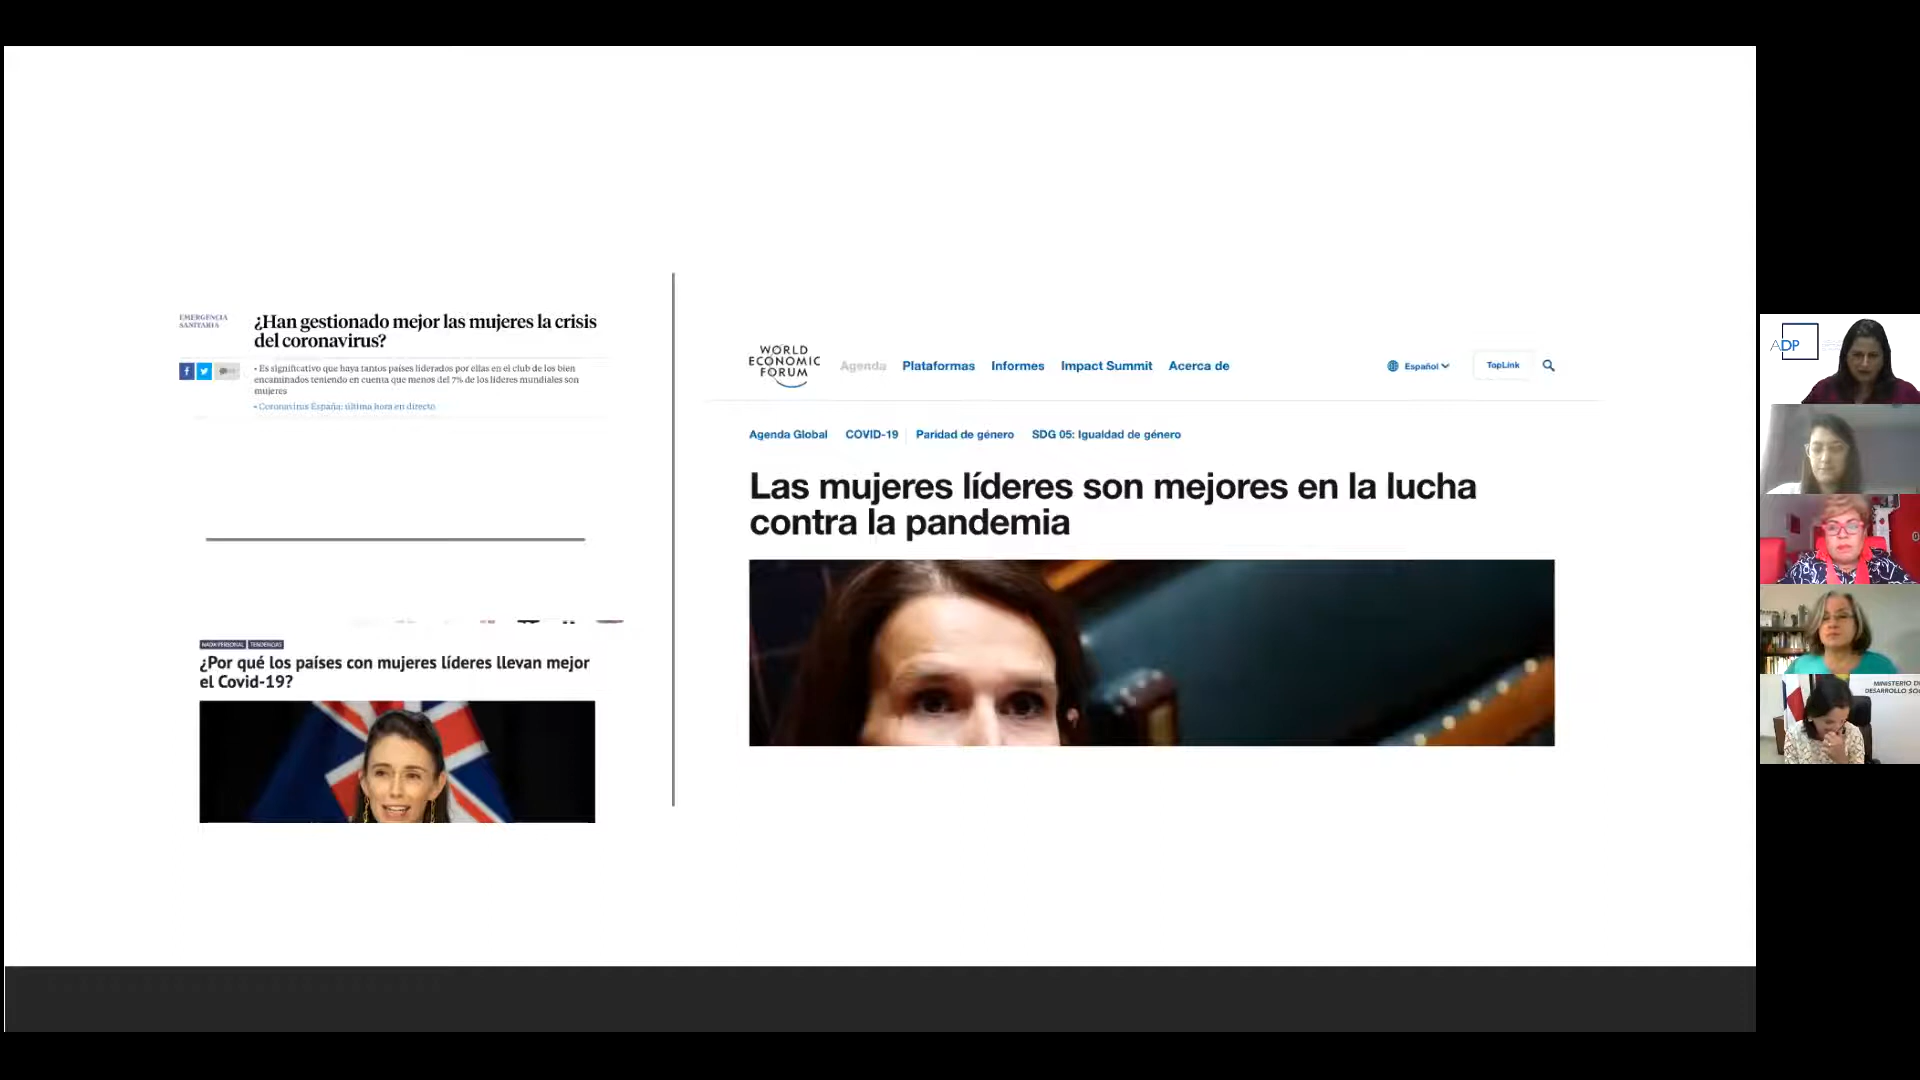 EMERGENCIA
SANITARIA
¿Han gestionado mejor las mujeres la crisis
del coronavirus?
• Es significativo que haya tantos países liderados por ellas en el club de los bien
encaminados teniendo en cuenta que menos del 7% de los líderes mundiales son
mujeres
• Coronavirus España: última hora en directo
NADA PERSONAL TENDENCIAS
¿Por qué los países con mujeres líderes llevan mejor
el Covid-19?
WORLD
ECONOMIC
FORUM
Agenda Plataformas Informes Impact Summit Acerca de
Español TopLink
Agenda Global COVID-19 Paridad de género SDG 05: Igualdad de género
Las mujeres líderes son mejores en la lucha
contra la pandemia
ADP
MINISTERIO DE
DESARROLLO SO